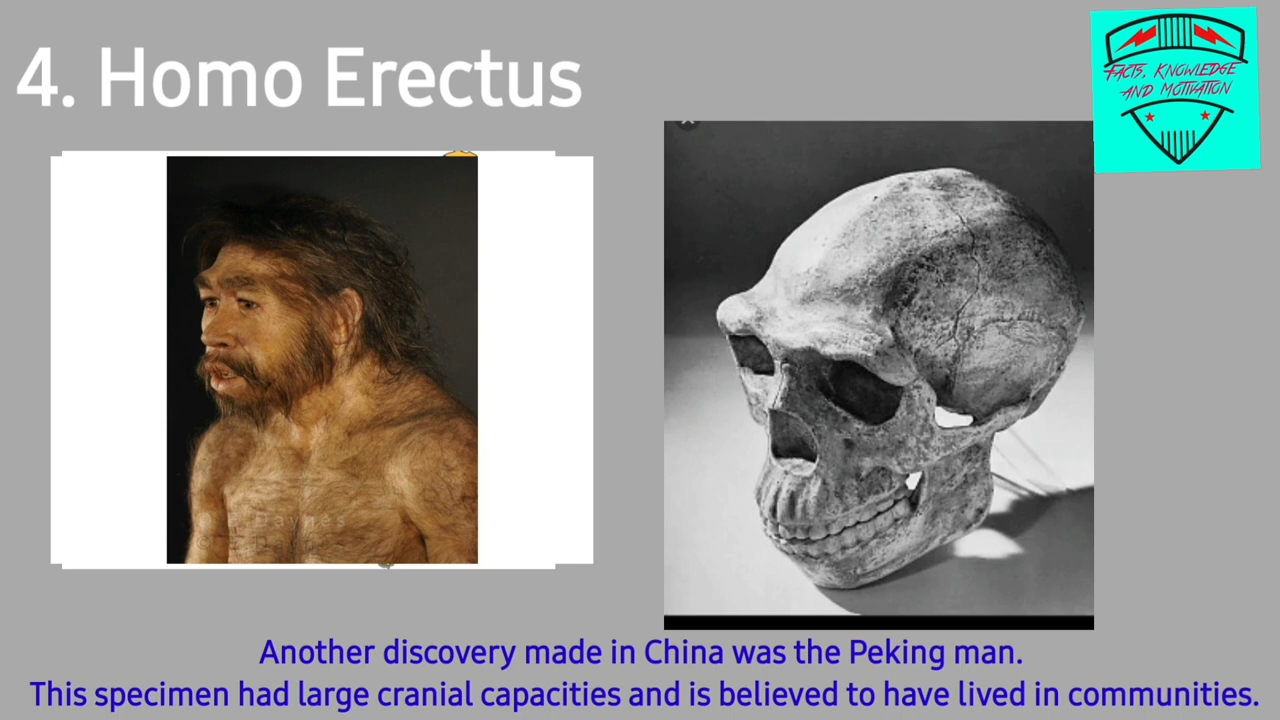 4. Homo Erectus
FACTS, KNOWLEDGE
AND MOTIVATION
Daynes
Another discovery made in China was the Peking man.
This specimen had large cranial capacities and is believed to have lived in communities.